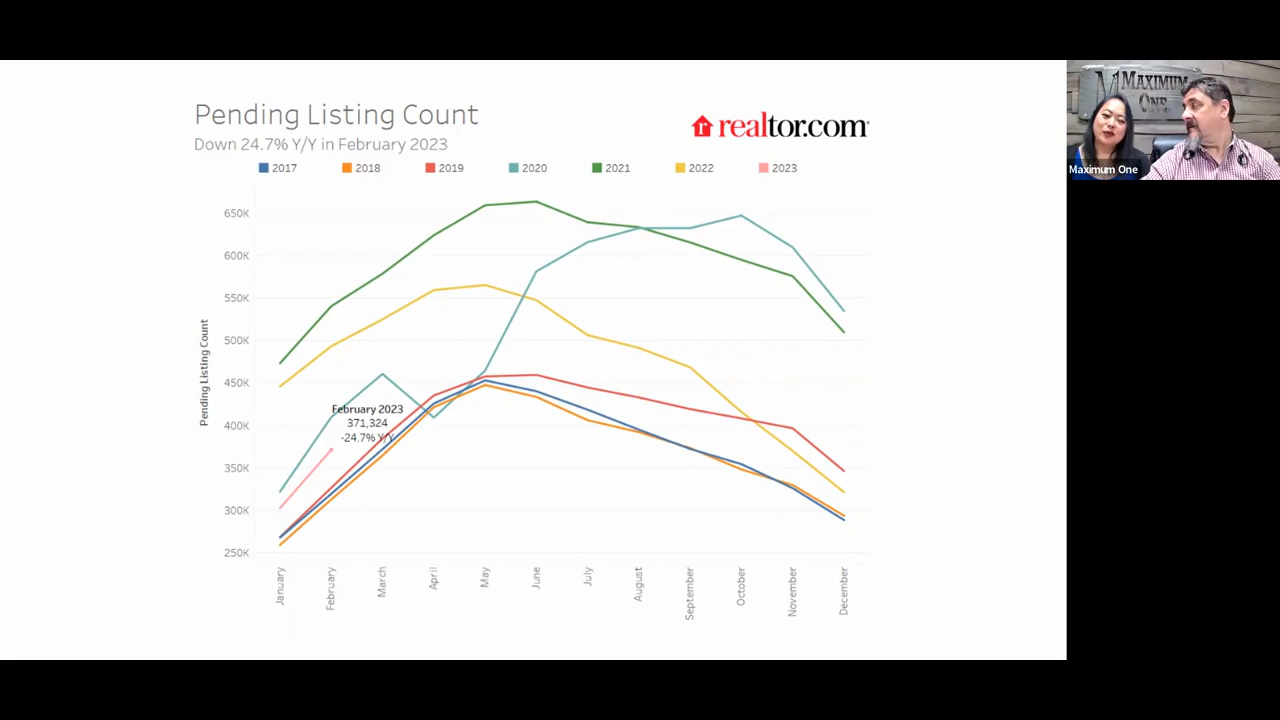 Pending Listing Count
Down 24.7% Y/Y in February 2023
r realtor.com
2017 2018 2019 2020 2021 2022 2023
Pending Listing Count
650K
600K
550K
500K
450K
400K
350K
300K
250K
February 2023
371,324
-24.7% Y/Y
January
February
March
April
May
June
July
August
September
October
November
December
MAXIMUM
ONE
Maximum One